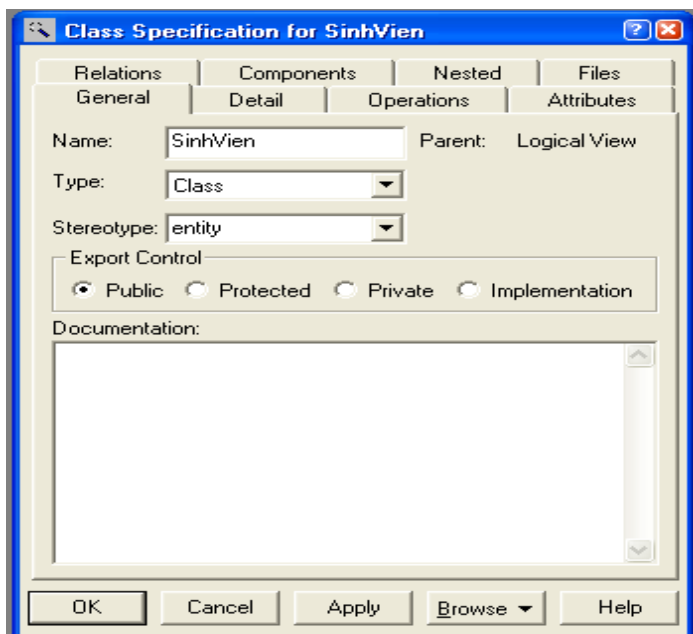 Class Specification for SinhVien
Relations Components Nested Files
General Detail Operations Attributes
Name: SinhVien Parent: Logical View
Type: Class
Stereotype: entity
Export Control
Public Protected Private Implementation
Documentation:
OK Cancel Apply Browse Help